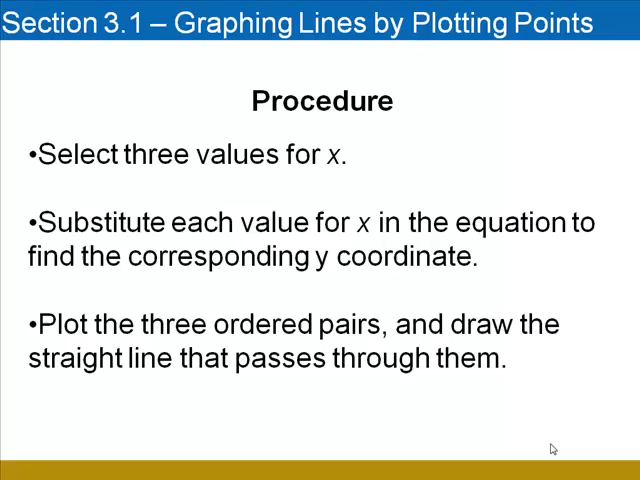 Section 3.1 – Graphing Lines by Plotting Points
Procedure
•Select three values for x.
•Substitute each value for x in the equation to
find the corresponding y coordinate.
•Plot the three ordered pairs, and draw the
straight line that passes through them.